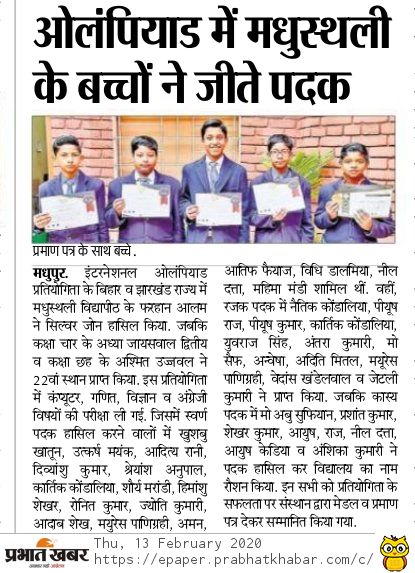 ओलंपियाड में मधुस्थली
के बच्चों ने जीते पदक
प्रमाण पत्र के साथ बच्चे.
मधुपुर. इंटरनेशनल ओलंपियाड
प्रतियोगिता के बिहार व झारखंड राज्य में
मधुस्थली विद्यापीठ के फरहान आलम
ने सिल्वर जोन हासिल किया. जबकि
कक्षा चार के अध्या जायसवाल द्वितीय
व कक्षा छह के अश्मित उज्जवल ने
22वां स्थान प्राप्त किया. इस प्रतियोगिता
में कंप्यूटर, गणित, विज्ञान व अंग्रेजी
विषयों की परीक्षा ली गई. जिसमें स्वर्ण
पदक हासिल करने वालों में खुशबु
खातून, उत्कर्ष मयंक, आदित्य रानी,
दिव्यांशु कुमार, श्रेयांश अनुपाल,
कार्तिक कोंडालिया, शौर्य मरांडी, हिमांशु
शेखर, रोनित कुमार, ज्योति कुमारी,
आदाब शेख, मयुरेस पाणिग्रही, अमन,
आतिफ फैयाज, विधि डालमिया, नील
दत्ता, महिमा मंडी शामिल थीं. वहीं,
रजक पदक में नैतिक कोंडालिया, पीयूष
राज, पीयूष कुमार, कार्तिक कोंडालिया,
युवराज सिंह, अंतरा कुमारी, मो
सैफ, अन्वेषा, अदिति मितल, मयूरेस
पाणिग्रही, वेदांस खंडेलवाल व जेटली
कुमारी ने प्राप्त किया. जबकि कास्य
पदक में मो अबु सुफियान, प्रशांत कुमार,
शेखर कुमार, आयुष, राज, नील दत्ता,
आयुष केडिया व अंशिका कुमारी ने
पदक हासिल कर विद्यालय का नाम
रौशन किया. इन सभी को प्रतियोगिता के
सफलता पर संस्थान द्वारा मेडल व प्रमाण
पत्र देकर सम्मानित किया गया.
प्रभात खबर
अखबार नहीं आंदोलन
Thu, 13 February 2020
https://epaper.prabhatkhabar.com/c/